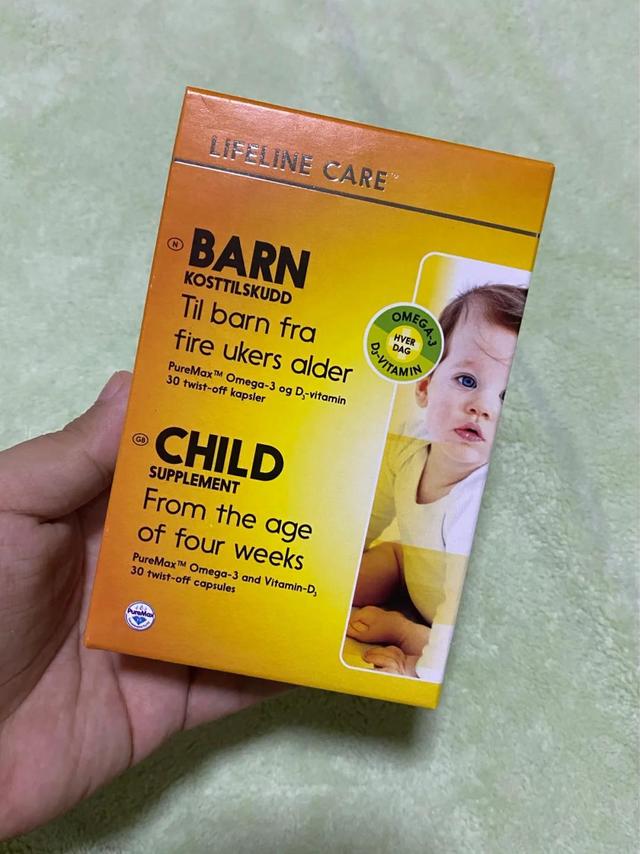 LIFELINE CARE™
N
BARN
KOSTTILSKUDD
Til barn fra
fire ukers alder
PureMax™ Omega-3 og D₃-vitamin
30 twist-off kapsler
OMEGA-3
HVER
DAG
D₃-VITAMIN
GB
CHILD
SUPPLEMENT
From the age
of four weeks
PureMax™ Omega-3 and Vitamin-D₃
30 twist-off capsules
PureMax